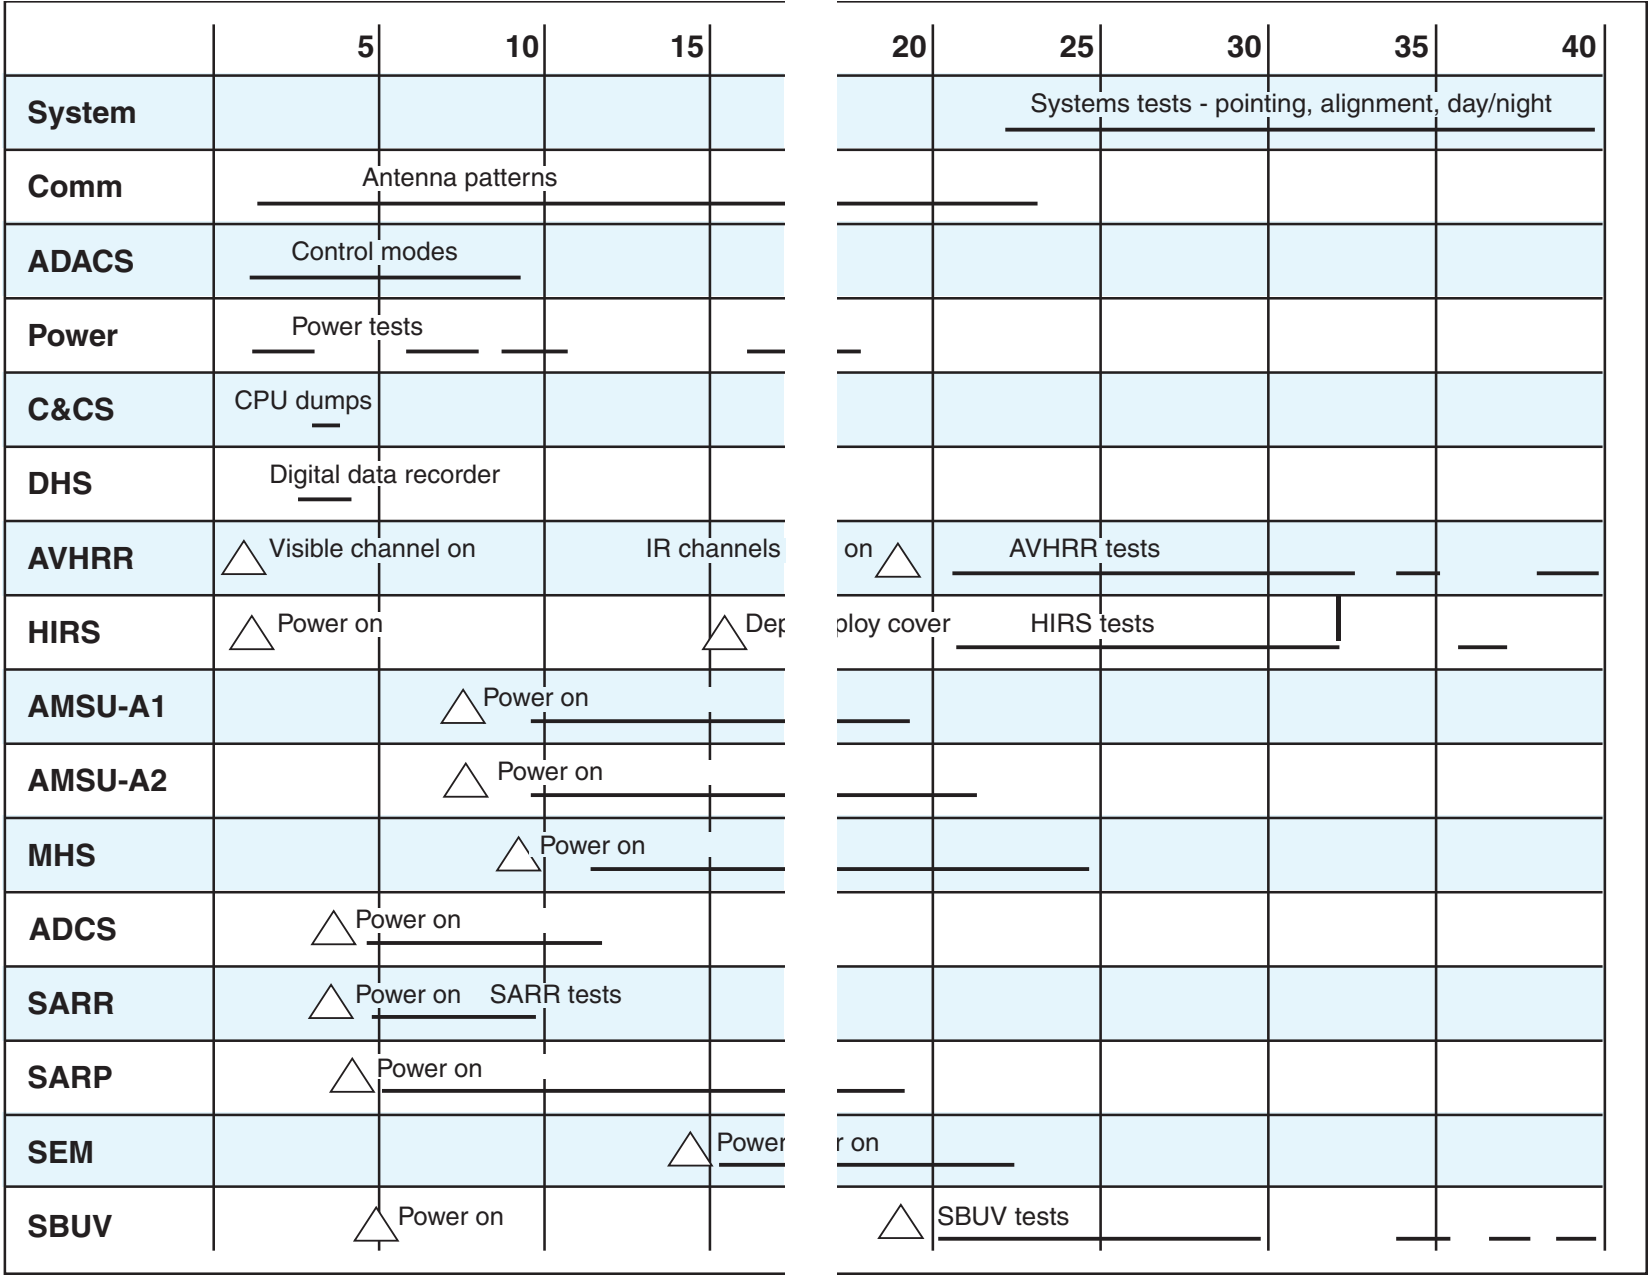 5 10 15 20 25 30 35 40
System Systems tests - pointing, alignment, day/night
Comm Antenna patterns
ADACS Control modes
Power Power tests
C&CS CPU dumps
DHS Digital data recorder
AVHRR Visible channel on IR channels on AVHRR tests
HIRS Power on Dep ploy cover HIRS tests
AMSU-A1 Power on
AMSU-A2 Power on
MHS Power on
ADCS Power on
SARR Power on SARR tests
SARP Power on
SEM Power r on
SBUV Power on SBUV tests